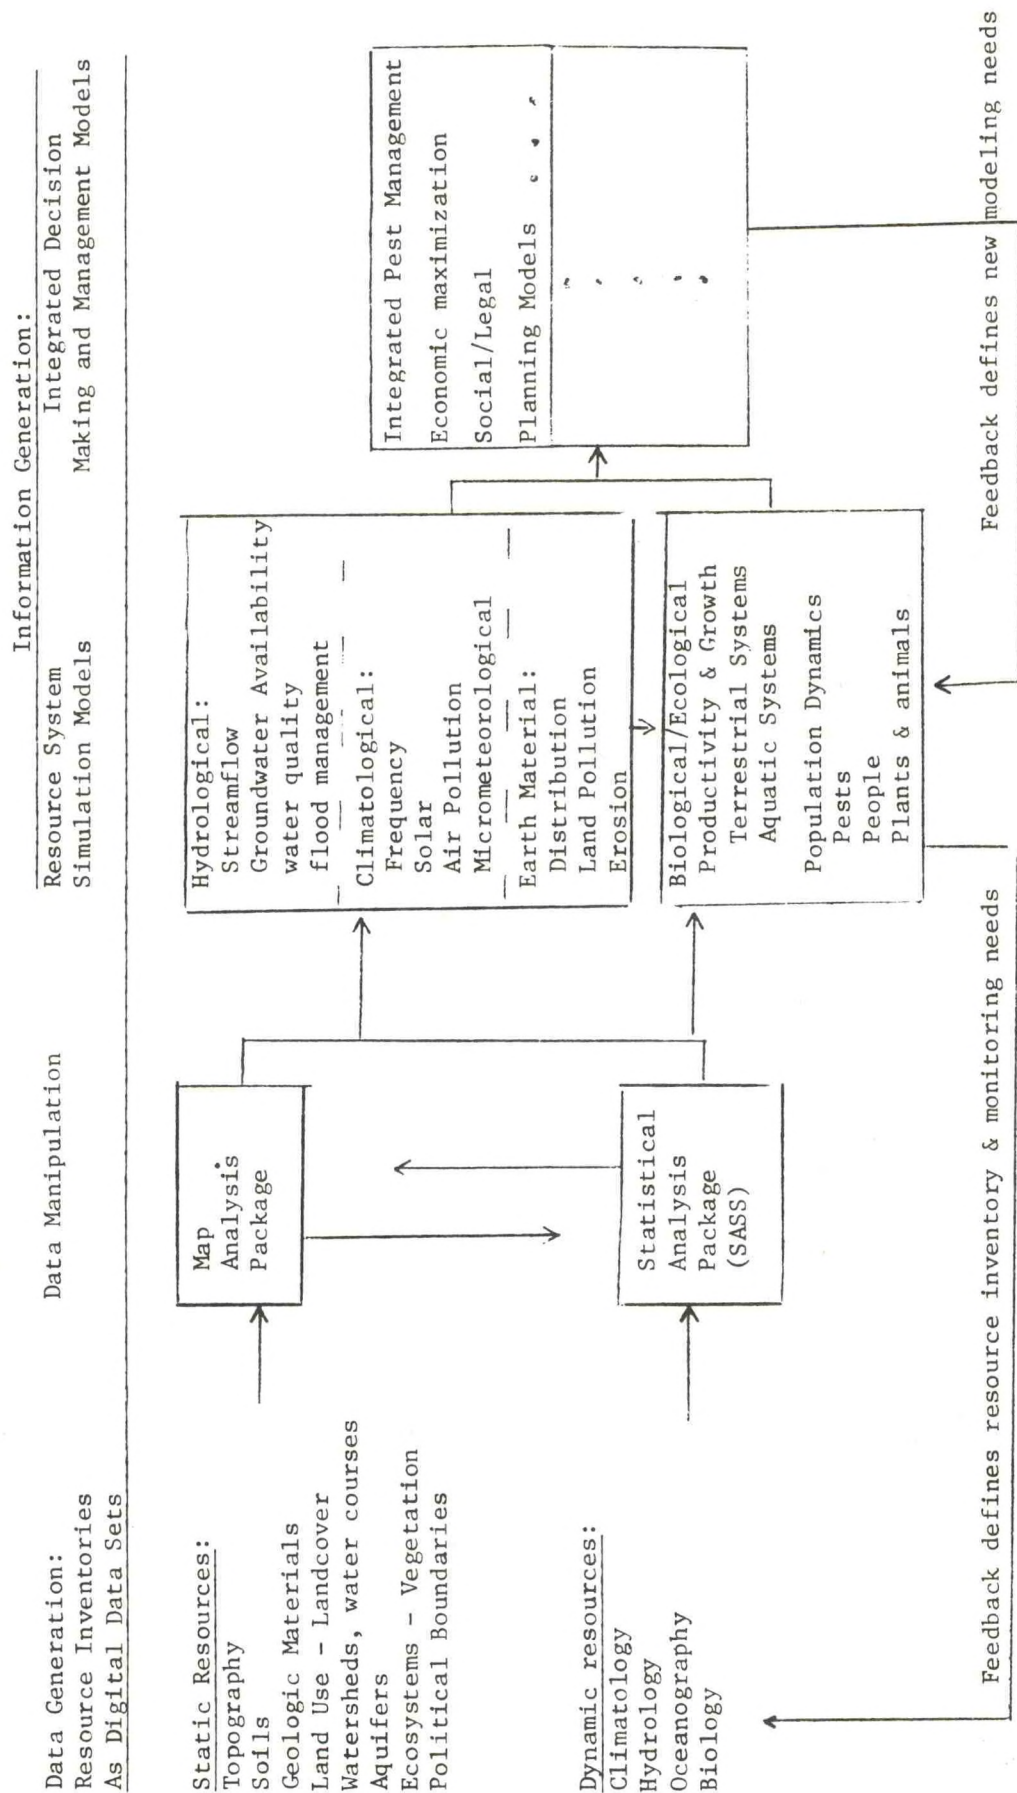 Information Generation:
Data Generation:
Resource Inventories
As Digital Data Sets
Data Manipulation
Resource System
Simulation Models
Integrated Decision
Making and Management Models
Static Resources:
Topography
Soils
Geologic Materials
Land Use - Landcover
Watersheds, water courses
Aquifers
Ecosystems - Vegetation
Political Boundaries
Dynamic resources:
Climatology
Hydrology
Oceanography
Biology
Map
Analysis
Package
Statistical
Analysis
Package
(SASS)
Hydrological:
Streamflow
Groundwater Availability
water quality
flood management
Climatological:
Frequency
Solar
Air Pollution
Micrometeorological
Earth Material:
Distribution
Land Pollution
Erosion
Biological/Ecological
Productivity & Growth
Terrestrial Systems
Aquatic Systems
Population Dynamics
Pests
People
Plants & animals
Integrated Pest Management
Economic maximization
Social/Legal
Planning Models . . .
Feedback defines new modeling needs
Feedback defines resource inventory & monitoring needs